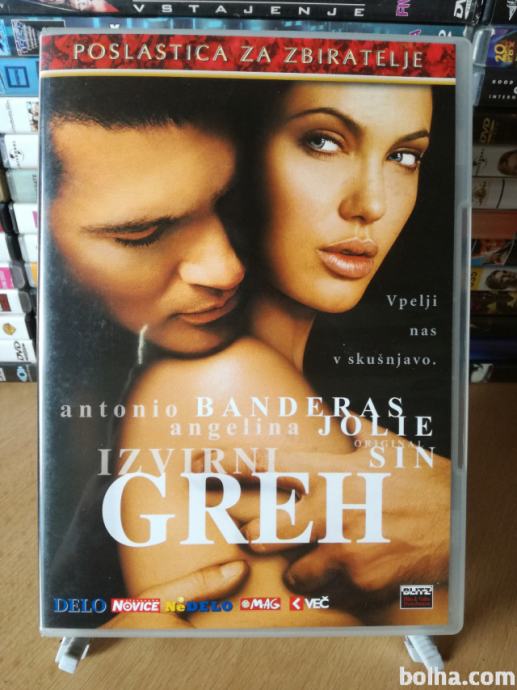 VSTAJENJE
POSLASTICA ZA ZBIRATELJE
Vpelji
nas
v skušnjavo.
antonio BANDERAS
angelina JOLIE
ORIGINAL
IZVIRNI SIN
GREH
DELO NOVICE NeDELO MAG VEČ
bolha.com